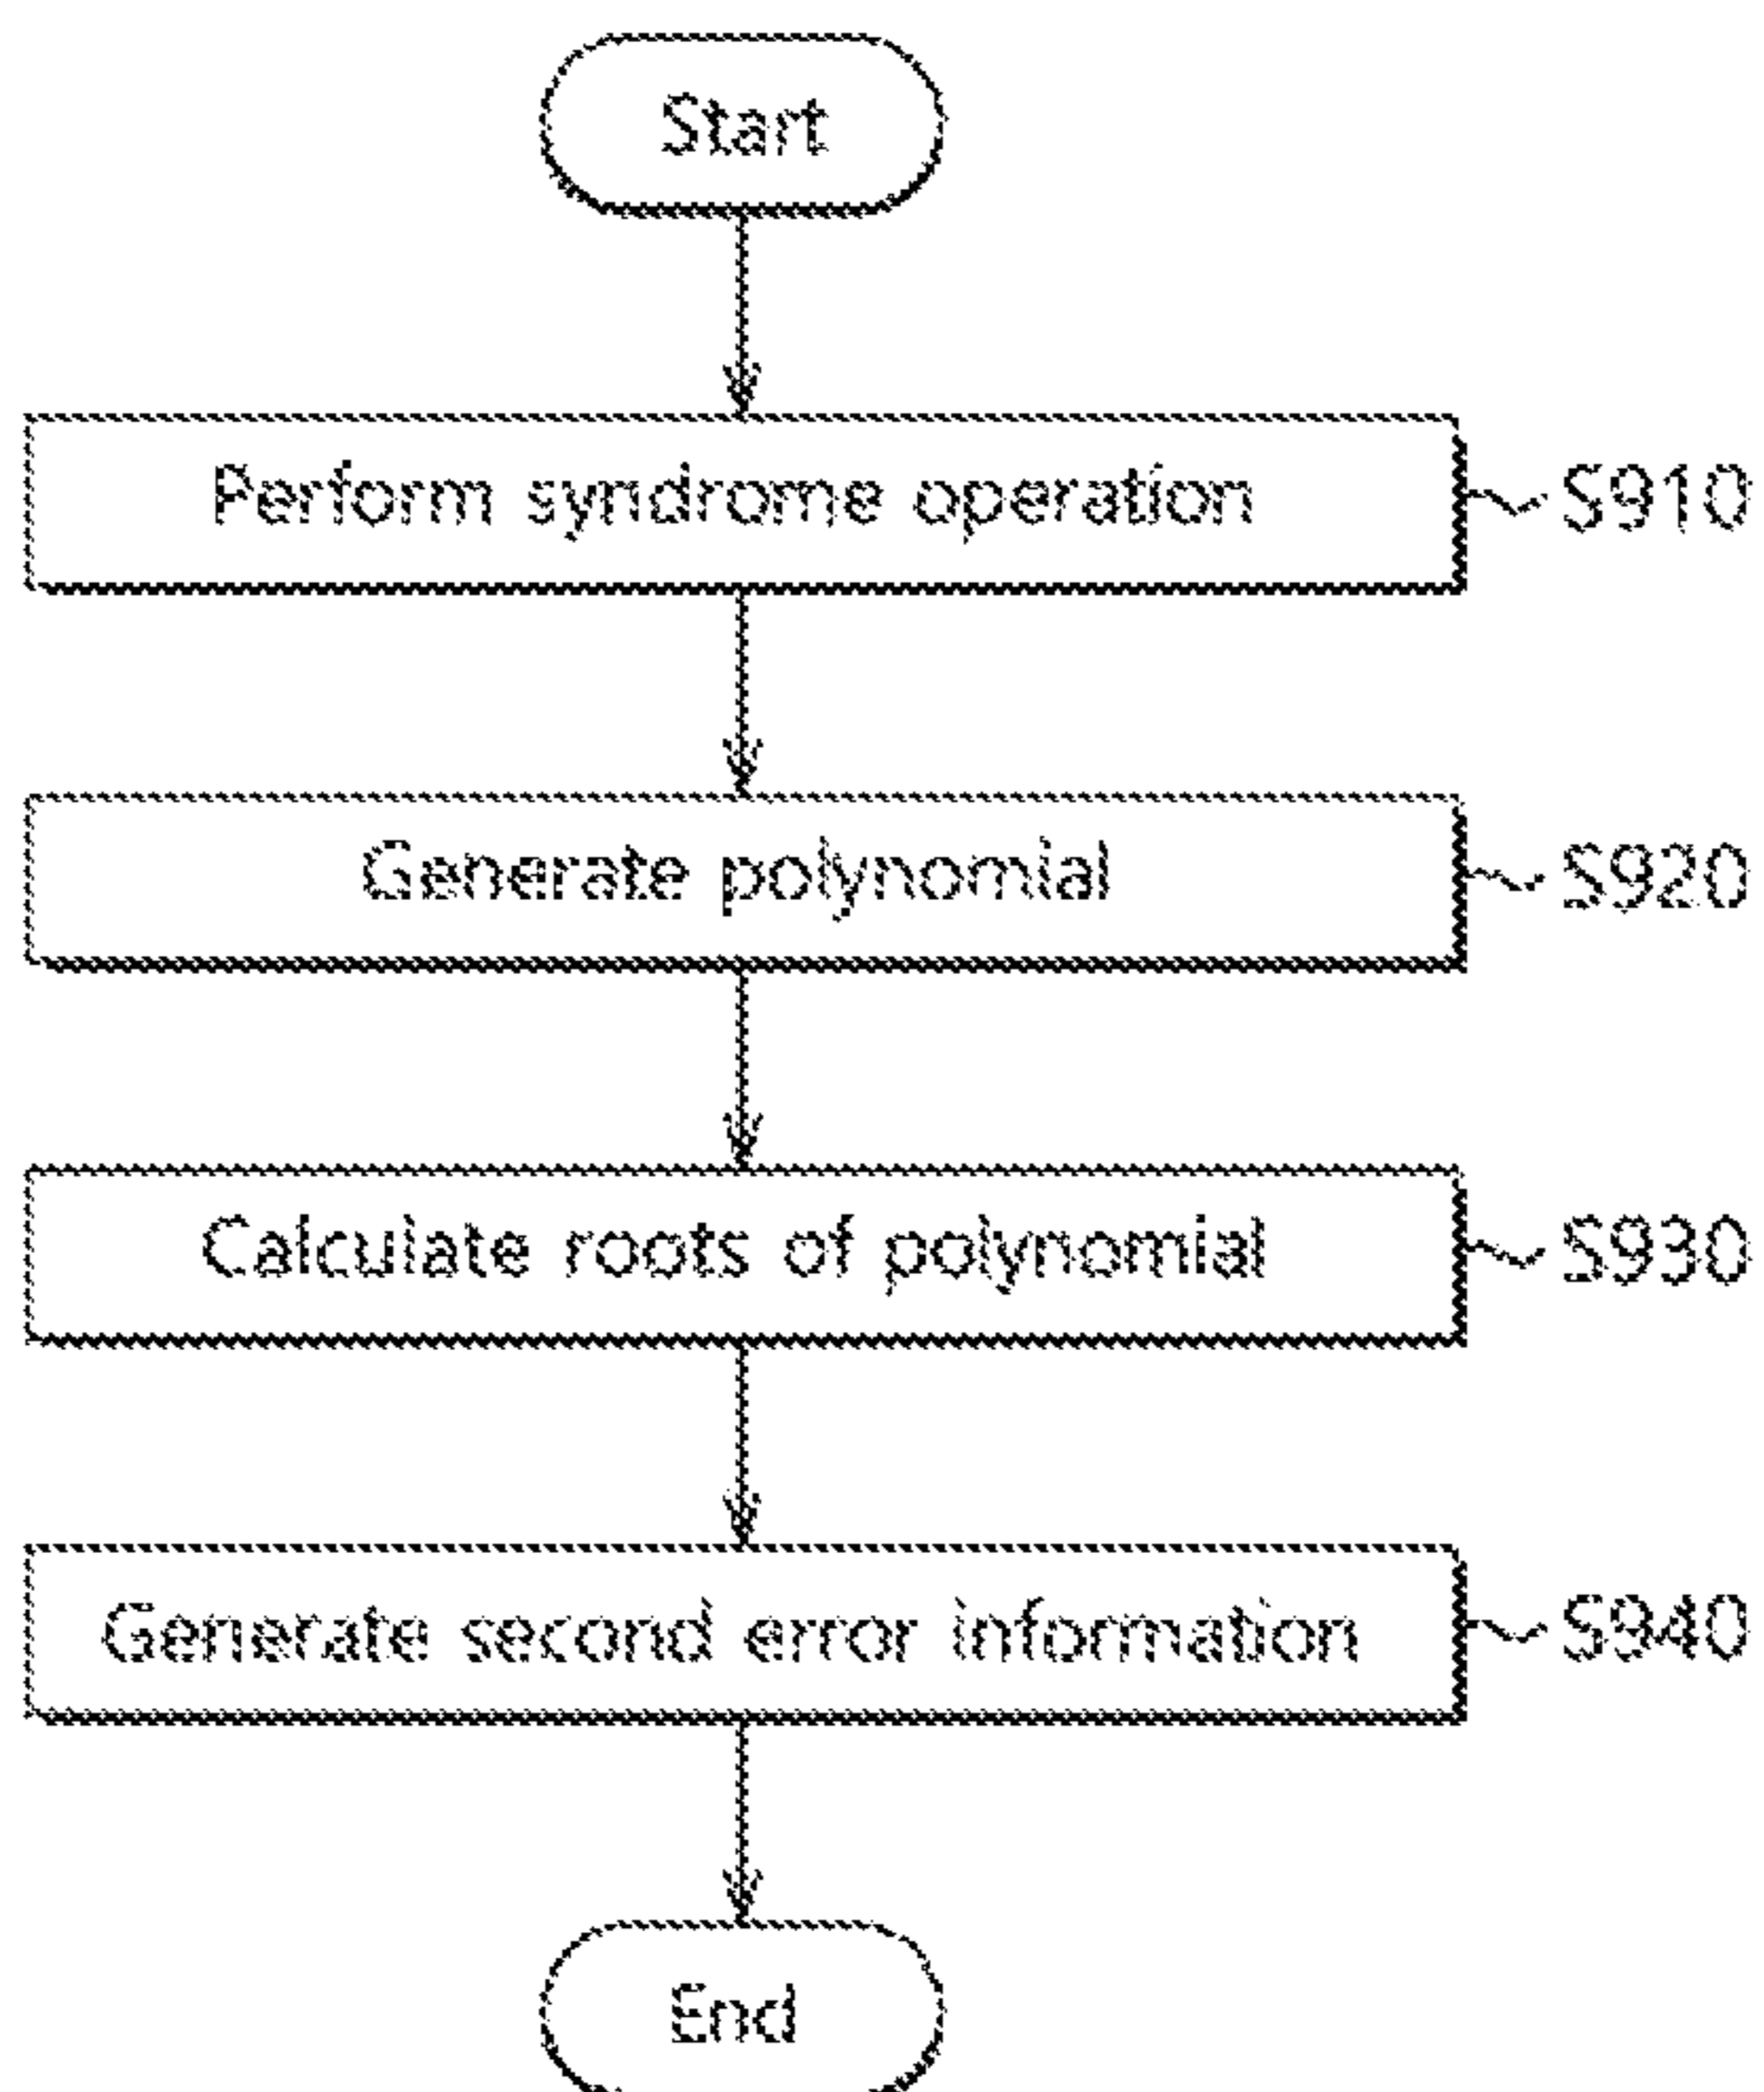 Start
Perform syndrome operation S910
Generate polynomial S920
Calculate roots of polynomial S930
Generate second error information S940
End